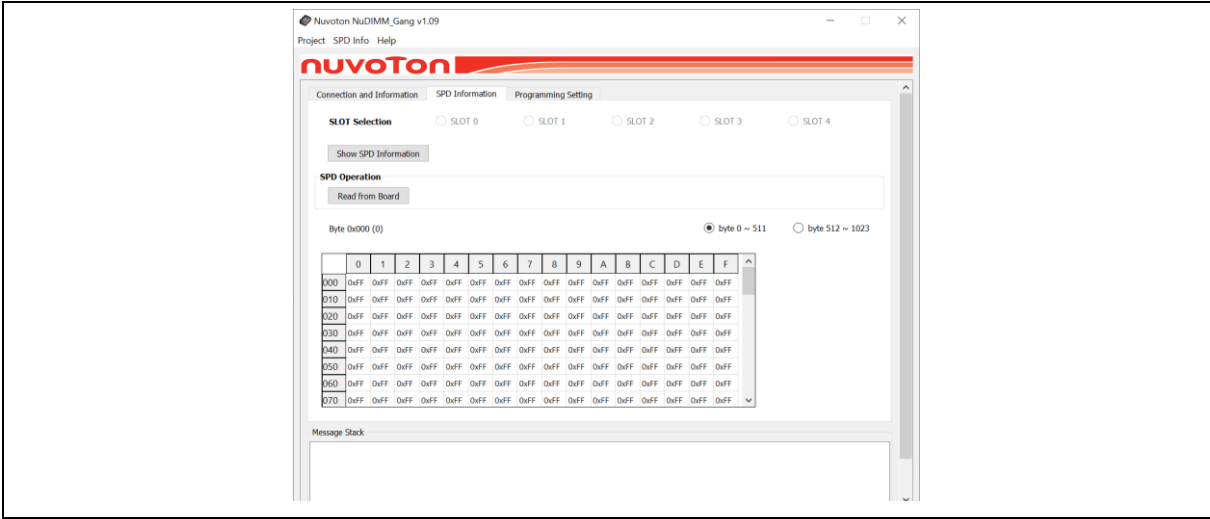 Nuvoton NuDIMM_Gang v1.09
Project SPD Info Help
nuvoTon
Connection and Information SPD Information Programming Setting
SLOT Selection SLOT 0 SLOT 1 SLOT 2 SLOT 3 SLOT 4
Show SPD Information
SPD Operation
Read from Board
Byte 0x000 (0) byte 0 ~ 511 byte 512 ~ 1023
0 1 2 3 4 5 6 7 8 9 A B C D E F
000 0xFF 0xFF 0xFF 0xFF 0xFF 0xFF 0xFF 0xFF 0xFF 0xFF 0xFF 0xFF 0xFF 0xFF 0xFF 0xFF
010 0xFF 0xFF 0xFF 0xFF 0xFF 0xFF 0xFF 0xFF 0xFF 0xFF 0xFF 0xFF 0xFF 0xFF 0xFF 0xFF
020 0xFF 0xFF 0xFF 0xFF 0xFF 0xFF 0xFF 0xFF 0xFF 0xFF 0xFF 0xFF 0xFF 0xFF 0xFF 0xFF
030 0xFF 0xFF 0xFF 0xFF 0xFF 0xFF 0xFF 0xFF 0xFF 0xFF 0xFF 0xFF 0xFF 0xFF 0xFF 0xFF
040 0xFF 0xFF 0xFF 0xFF 0xFF 0xFF 0xFF 0xFF 0xFF 0xFF 0xFF 0xFF 0xFF 0xFF 0xFF 0xFF
050 0xFF 0xFF 0xFF 0xFF 0xFF 0xFF 0xFF 0xFF 0xFF 0xFF 0xFF 0xFF 0xFF 0xFF 0xFF 0xFF
060 0xFF 0xFF 0xFF 0xFF 0xFF 0xFF 0xFF 0xFF 0xFF 0xFF 0xFF 0xFF 0xFF 0xFF 0xFF 0xFF
070 0xFF 0xFF 0xFF 0xFF 0xFF 0xFF 0xFF 0xFF 0xFF 0xFF 0xFF 0xFF 0xFF 0xFF 0xFF 0xFF
Message Stack